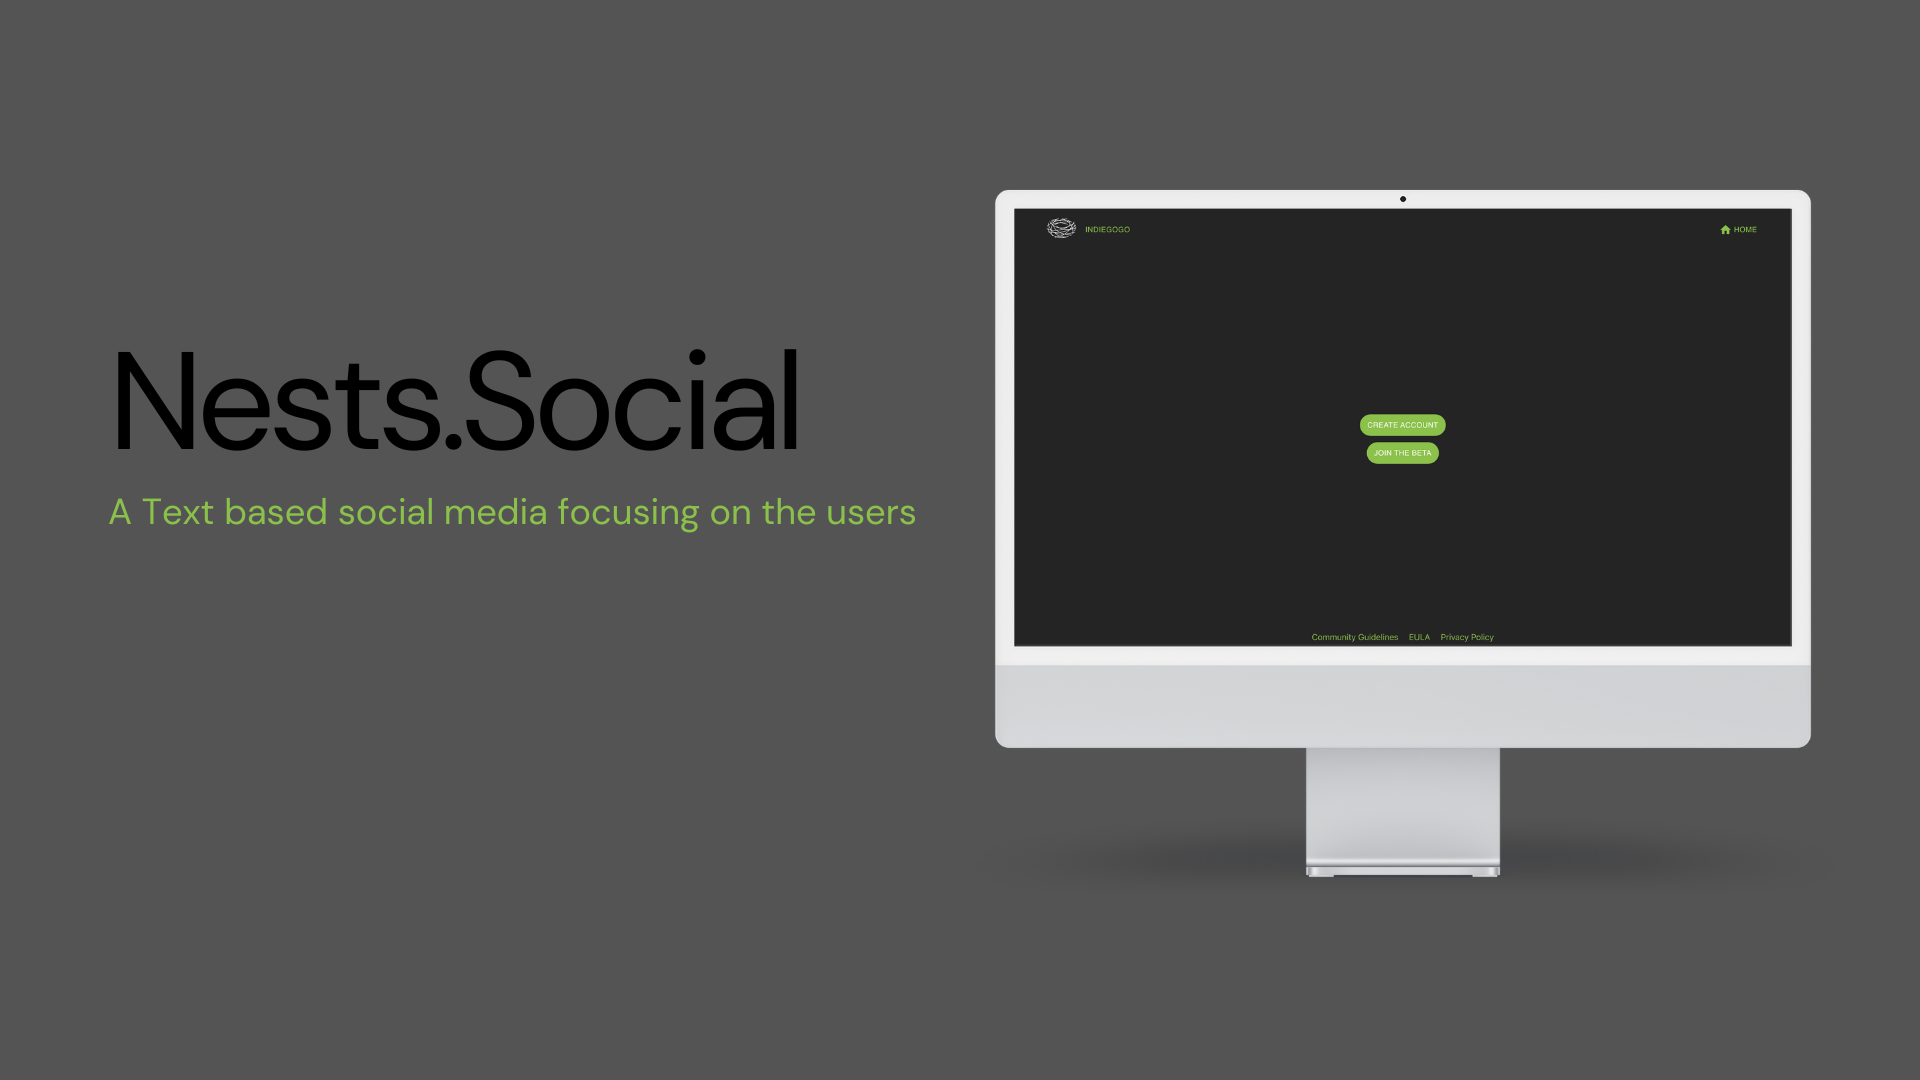 Nests.Social
A Text based social media focusing on the users
INDIEGOGO
HOME
CREATE ACCOUNT
JOIN THE BETA
Community Guidelines EULA Privacy Policy